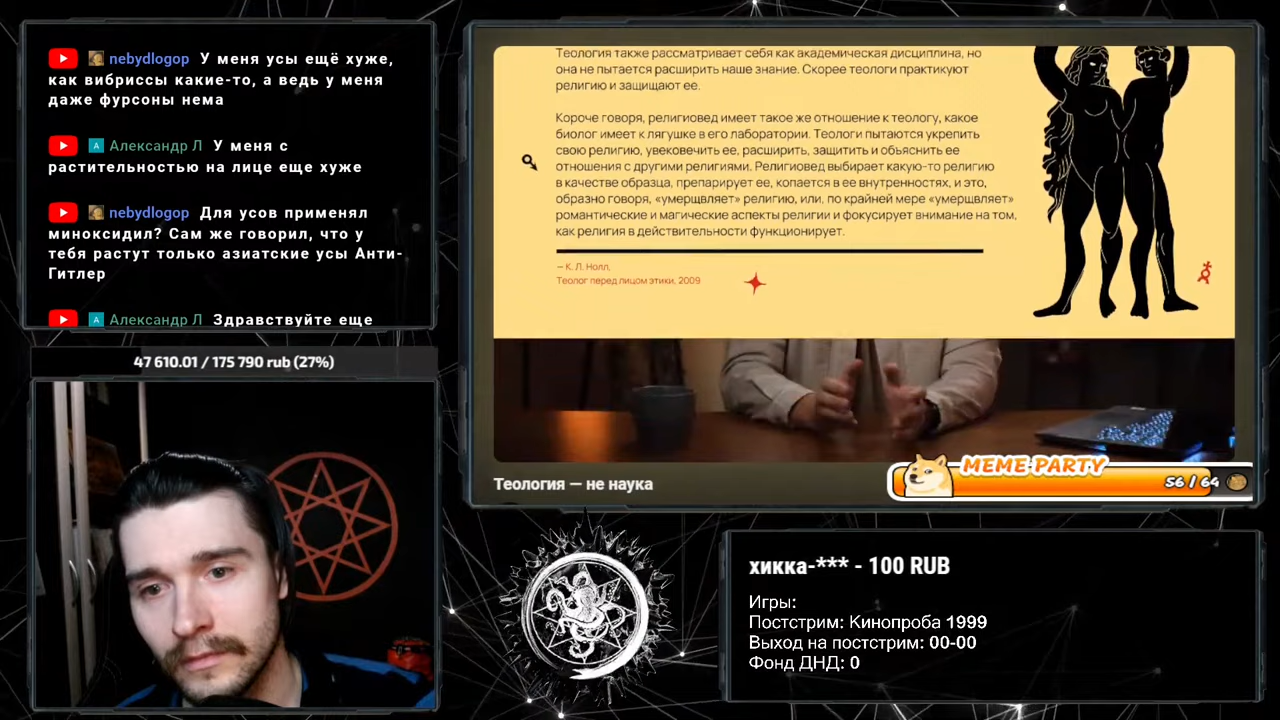 nebydlogop У меня усы ещё хуже,
как вибриссы какие-то, а ведь у меня
даже фурсоны нема
А Александр Л У меня с
растительностью на лице еще хуже
nebydlogop Для усов применял
миноксидил? Сам же говорил, что у
тебя растут только азиатские усы Анти-
Гитлер
А Александр Л Здравствуйте еще
47 610.01 / 175 790 rub (27%)
Теология также рассматривает себя как академическая дисциплина, но
она не пытается расширить наше знание. Скорее теологи практикуют
религию и защищают ее.
Короче говоря, религиовед имеет такое же отношение к теологу, какое
биолог имеет к лягушке в его лаборатории. Теологи пытаются укрепить
свою религию, увековечить ее, расширить, защитить и объяснить ее
отношения с другими религиями. Религиовед выбирает какую-то религию
в качестве образца, препарирует ее, копается в ее внутренностях, и это,
образно говоря, «умерщвляет» религию, или, по крайней мере «умерщвляет»
романтические и магические аспекты религии и фокусирует внимание на том,
как религия в действительности функционирует.
— К. Л. Нолл,
Теолог перед лицом этики, 2009
Теология — не наука
MEME PARTY
56 / 64
хикка-*** - 100 RUB
Игры:
Постстрим: Кинопроба 1999
Выход на постстрим: 00-00
Фонд ДНД: 0